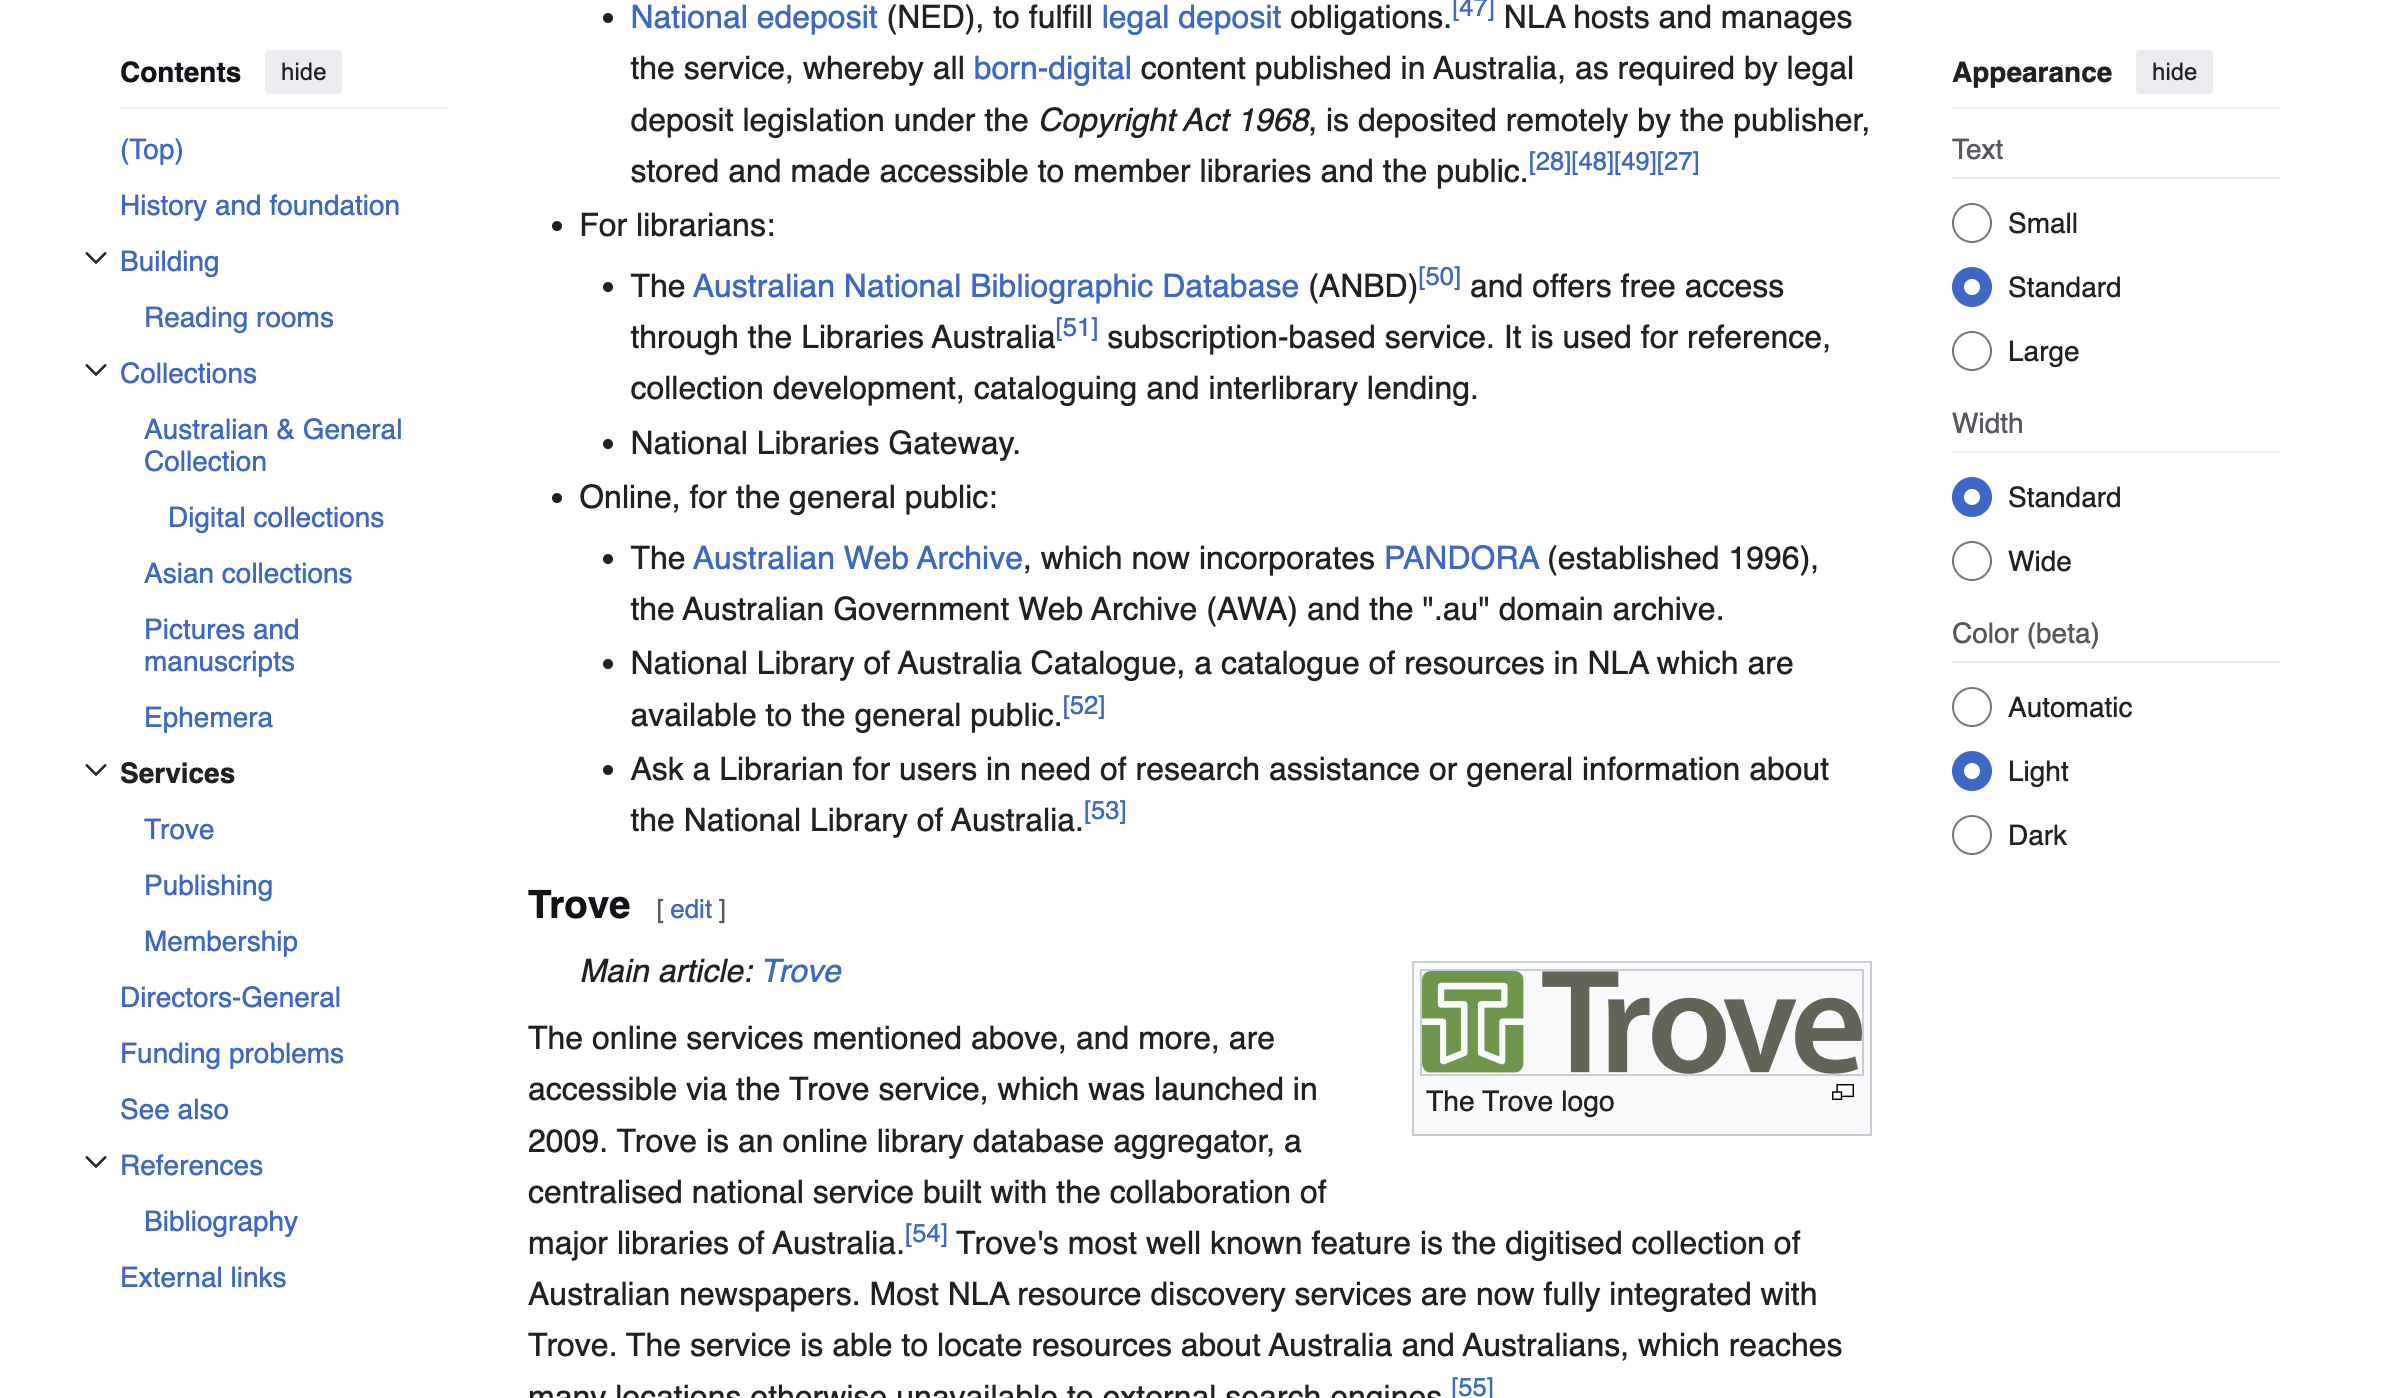 Contents hide
(Top)
History and foundation
Building
Reading rooms
Collections
Australian & General
Collection
Digital collections
Asian collections
Pictures and
manuscripts
Ephemera
Services
Trove
Publishing
Membership
Directors-General
Funding problems
See also
References
Bibliography
External links
National edeposit (NED), to fulfill legal deposit obligations.[47] NLA hosts and manages
the service, whereby all born-digital content published in Australia, as required by legal
deposit legislation under the Copyright Act 1968, is deposited remotely by the publisher,
stored and made accessible to member libraries and the public.[28][48][49][27]
For librarians:
The Australian National Bibliographic Database (ANBD)[50] and offers free access
through the Libraries Australia[51] subscription-based service. It is used for reference,
collection development, cataloguing and interlibrary lending.
National Libraries Gateway.
Online, for the general public:
The Australian Web Archive, which now incorporates PANDORA (established 1996),
the Australian Government Web Archive (AWA) and the ".au" domain archive.
National Library of Australia Catalogue, a catalogue of resources in NLA which are
available to the general public.[52]
Ask a Librarian for users in need of research assistance or general information about
the National Library of Australia.[53]
Trove [ edit ]
Main article: Trove
Trove
The Trove logo
The online services mentioned above, and more, are
accessible via the Trove service, which was launched in
2009. Trove is an online library database aggregator, a
centralised national service built with the collaboration of
major libraries of Australia.[54] Trove's most well known feature is the digitised collection of
Australian newspapers. Most NLA resource discovery services are now fully integrated with
Trove. The service is able to locate resources about Australia and Australians, which reaches
many locations otherwise unavailable to external search engines.[55]
Appearance hide
Text
Small
Standard
Large
Width
Standard
Wide
Color (beta)
Automatic
Light
Dark